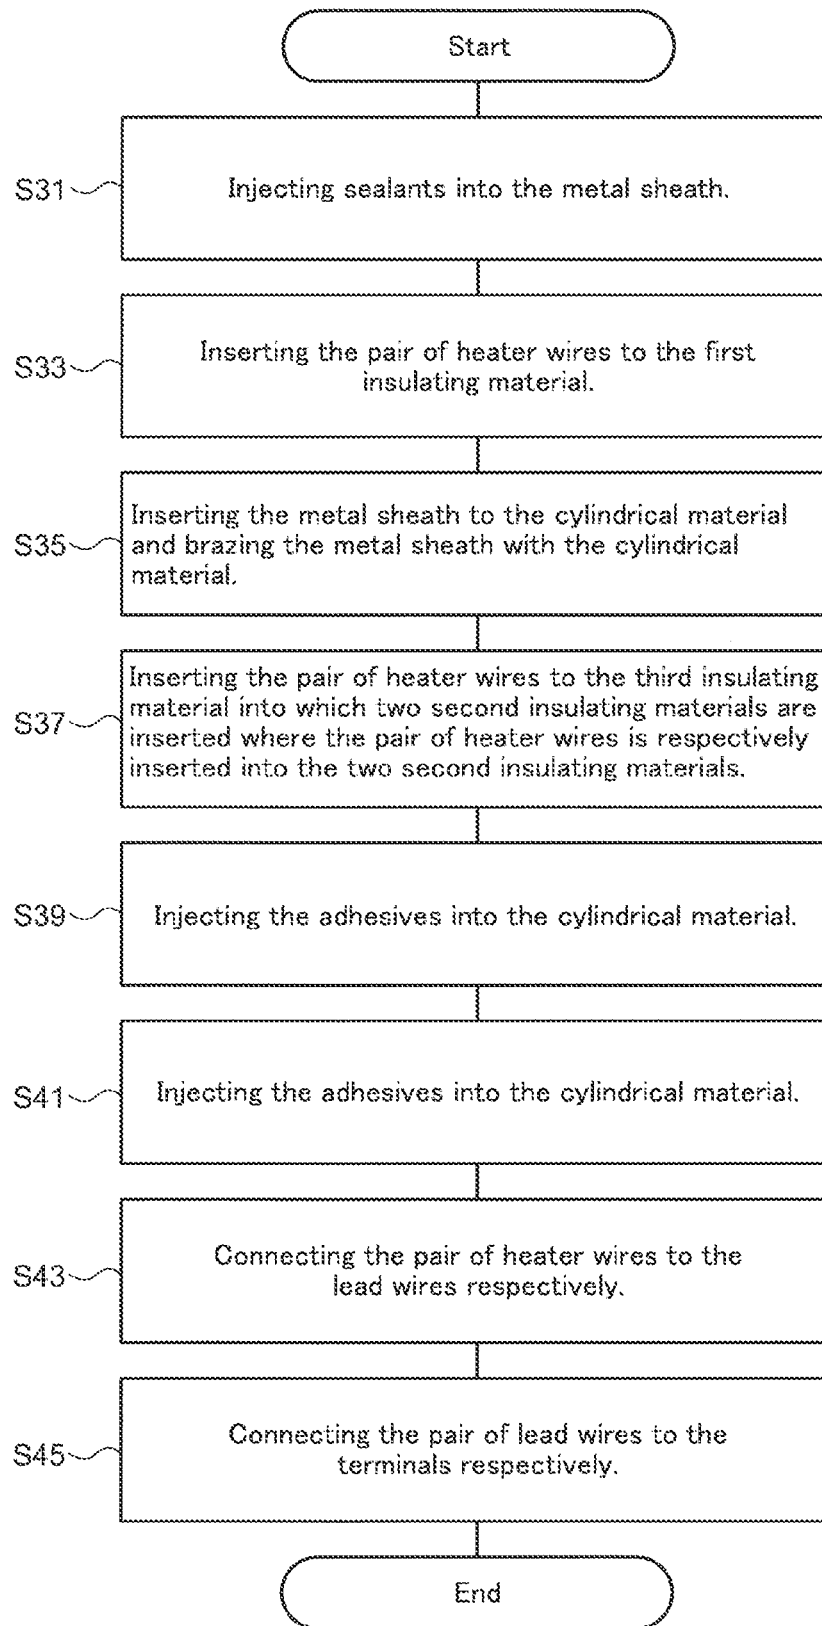 Start
S31
Injecting sealants into the metal sheath.
S33
Inserting the pair of heater wires to the first
insulating material.
S35
Inserting the metal sheath to the cylindrical material
and brazing the metal sheath with the cylindrical
material.
S37
Inserting the pair of heater wires to the third insulating
material into which two second insulating materials are
inserted where the pair of heater wires is respectively
inserted into the two second insulating materials.
S39
Injecting the adhesives into the cylindrical material.
S41
Injecting the adhesives into the cylindrical material.
S43
Connecting the pair of heater wires to the
lead wires respectively.
S45
Connecting the pair of lead wires to the
terminals respectively.
End